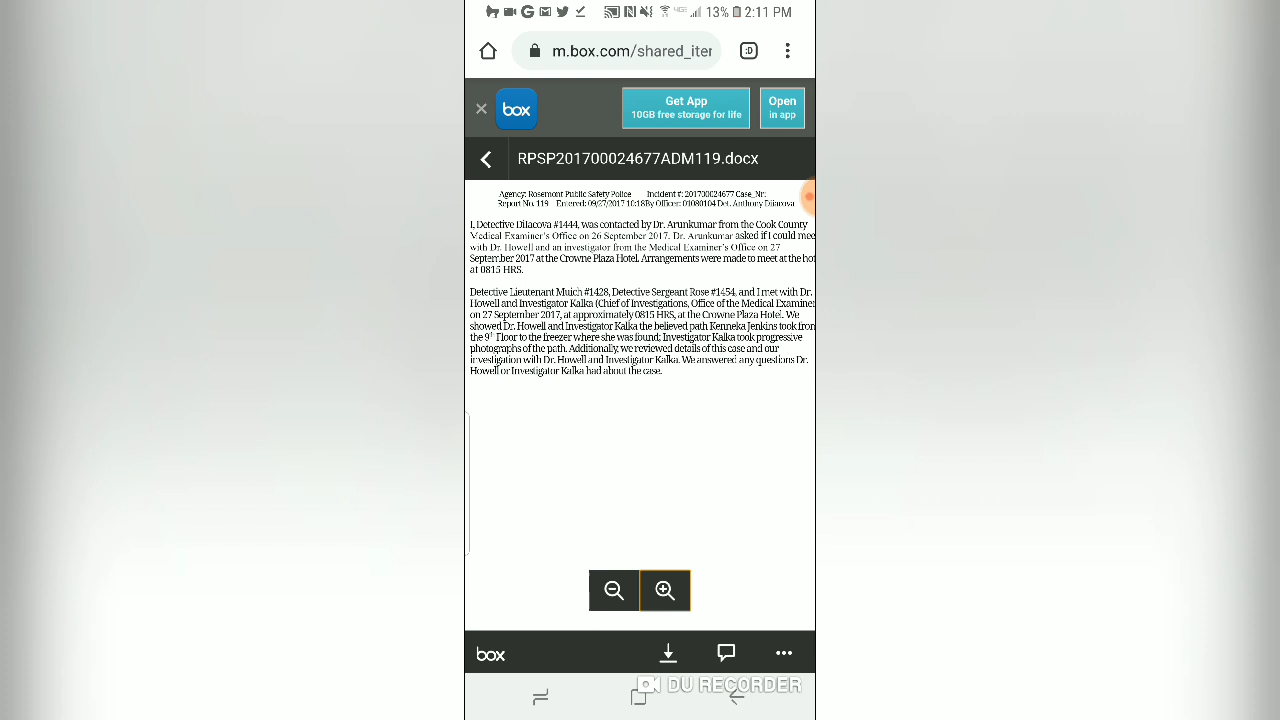 13% 2:11 PM
m.box.com/shared_iter :D
box Get App Open
10GB free storage for life in app
RPSP201700024677ADM119.docx
Agency: Rosemont Public Safety Police Incident #: 201700024677 Case_Nr:
Report No. 119 Entered: 09/27/2017 10:18By Officer: 01080104 Det. Anthony Diiacova
I, Detective DiIacova #1444, was contacted by Dr. Arunkumar from the Cook County
Medical Examiner's Office on 26 September 2017. Dr. Arunkumar asked if I could mee
with Dr. Howell and an investigator from the Medical Examiner's Office on 27
September 2017 at the Crowne Plaza Hotel. Arrangements were made to meet at the hot
at 0815 HRS.
Detective Lieutenant Muich #1428, Detective Sergeant Rose #1454, and I met with Dr.
Howell and Investigator Kalka (Chief of Investigations, Office of the Medical Examiner
on 27 September 2017, at approximately 0815 HRS, at the Crowne Plaza Hotel. We
showed Dr. Howell and Investigator Kalka the believed path Kenneka Jenkins took from
the 9th Floor to the freezer where she was found; Investigator Kalka took progressive
photographs of the path. Additionally, we reviewed details of this case and our
investigation with Dr. Howell and Investigator Kalka. We answered any questions Dr.
Howell or Investigator Kalka had about the case.
box
DU RECORDER